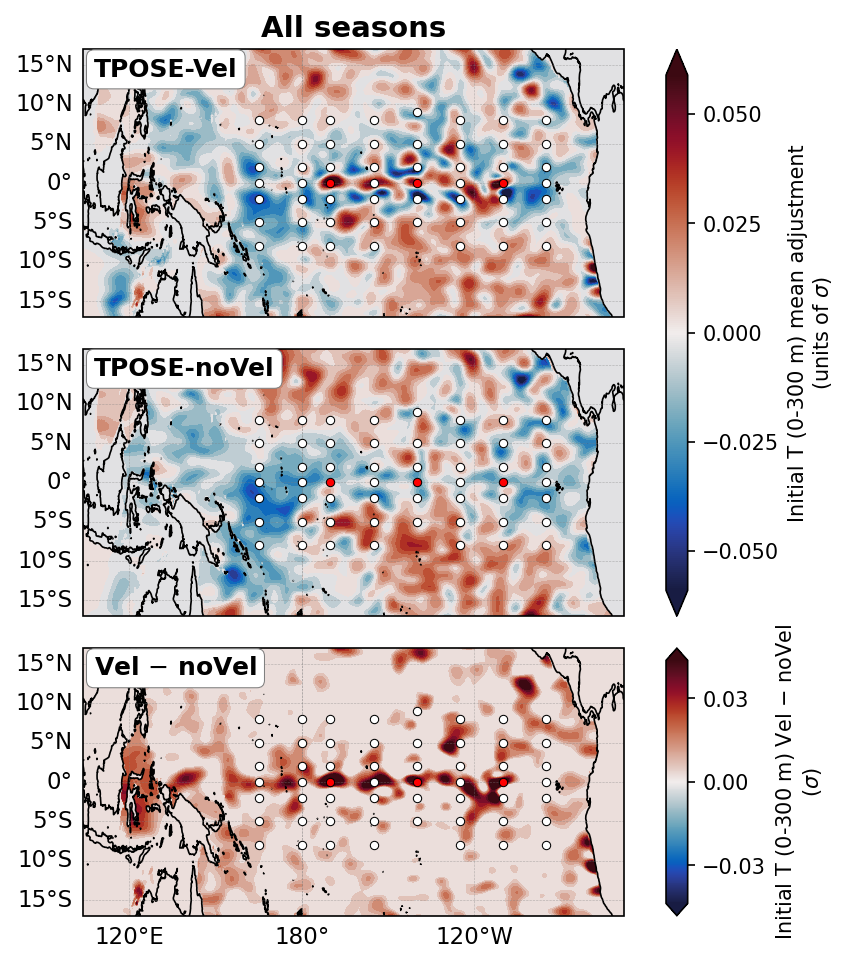 All seasons
TPOSE-Vel
15°N
10°N
5°N
0°
5°S
10°S
15°S
TPOSE-noVel
15°N
10°N
5°N
0°
5°S
10°S
15°S
Vel − noVel
15°N
10°N
5°N
0°
5°S
10°S
15°S
120°E 180° 120°W
0.050
0.025
0.000
−0.025
−0.050
Initial T (0-300 m) mean adjustment
(units of σ)
0.03
0.00
−0.03
Initial T (0-300 m) Vel − noVel
(σ)